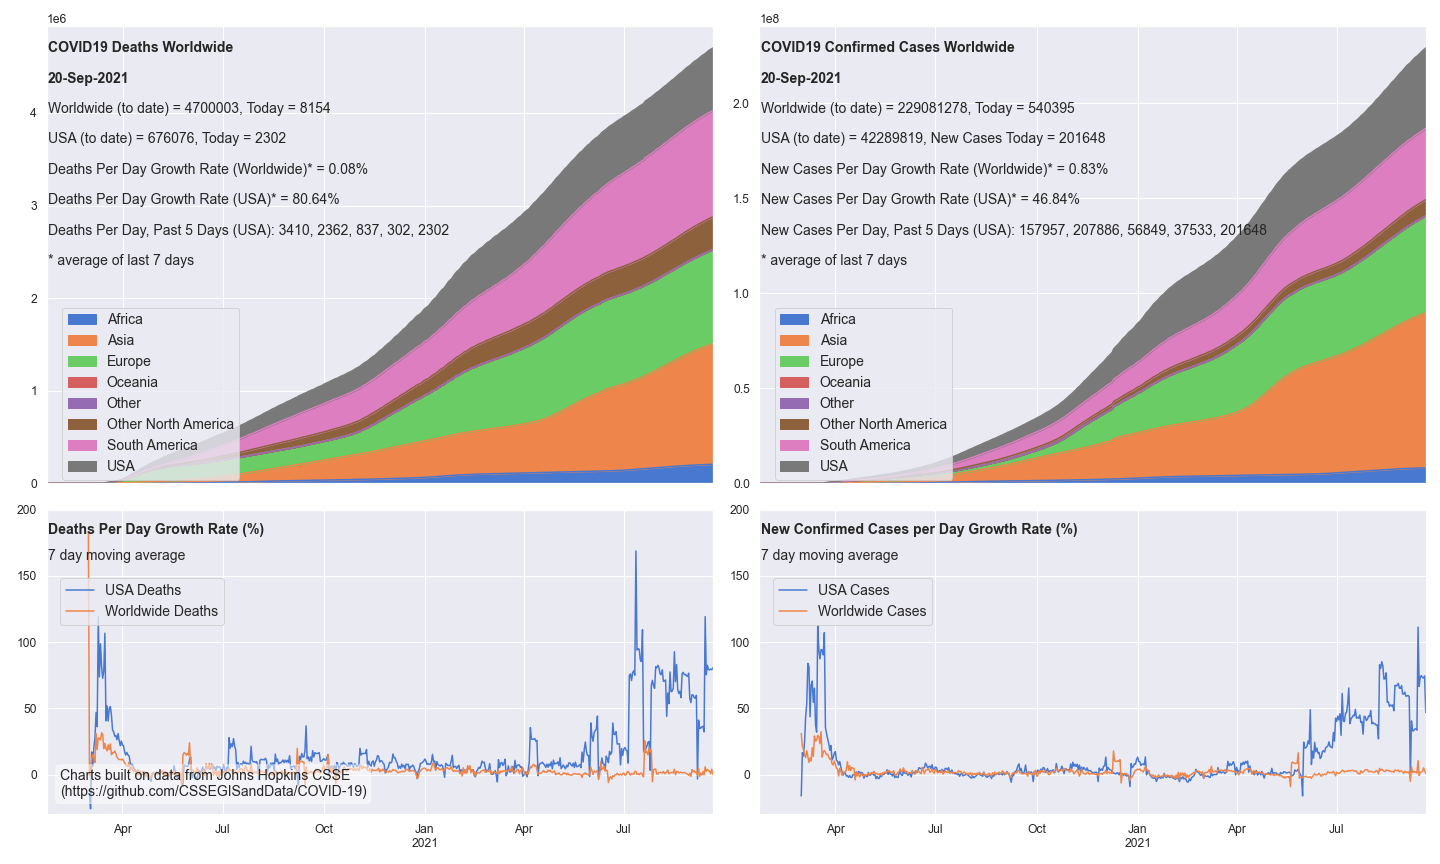 1e6
COVID19 Deaths Worldwide
20-Sep-2021
Worldwide (to date) = 4700003, Today = 8154
USA (to date) = 676076, Today = 2302
Deaths Per Day Growth Rate (Worldwide)* = 0.08%
Deaths Per Day Growth Rate (USA)* = 80.64%
Deaths Per Day, Past 5 Days (USA): 3410, 2362, 837, 302, 2302
* average of last 7 days
4
3
2
1
0
Africa
Asia
Europe
Oceania
Other
Other North America
South America
USA
1e8
COVID19 Confirmed Cases Worldwide
20-Sep-2021
Worldwide (to date) = 229081278, Today = 540395
USA (to date) = 42289819, New Cases Today = 201648
New Cases Per Day Growth Rate (Worldwide)* = 0.83%
New Cases Per Day Growth Rate (USA)* = 46.84%
New Cases Per Day, Past 5 Days (USA): 157957, 207886, 56849, 37533, 201648
* average of last 7 days
2.0
1.5
1.0
0.5
0.0
Africa
Asia
Europe
Oceania
Other
Other North America
South America
USA
200
150
100
50
0
Deaths Per Day Growth Rate (%)
7 day moving average
USA Deaths
Worldwide Deaths
Charts built on data from Johns Hopkins CSSE
(https://github.com/CSSEGISandData/COVID-19)
Apr Jul Oct Jan Apr Jul
2021
200
150
100
50
0
New Confirmed Cases per Day Growth Rate (%)
7 day moving average
USA Cases
Worldwide Cases
Apr Jul Oct Jan Apr Jul
2021